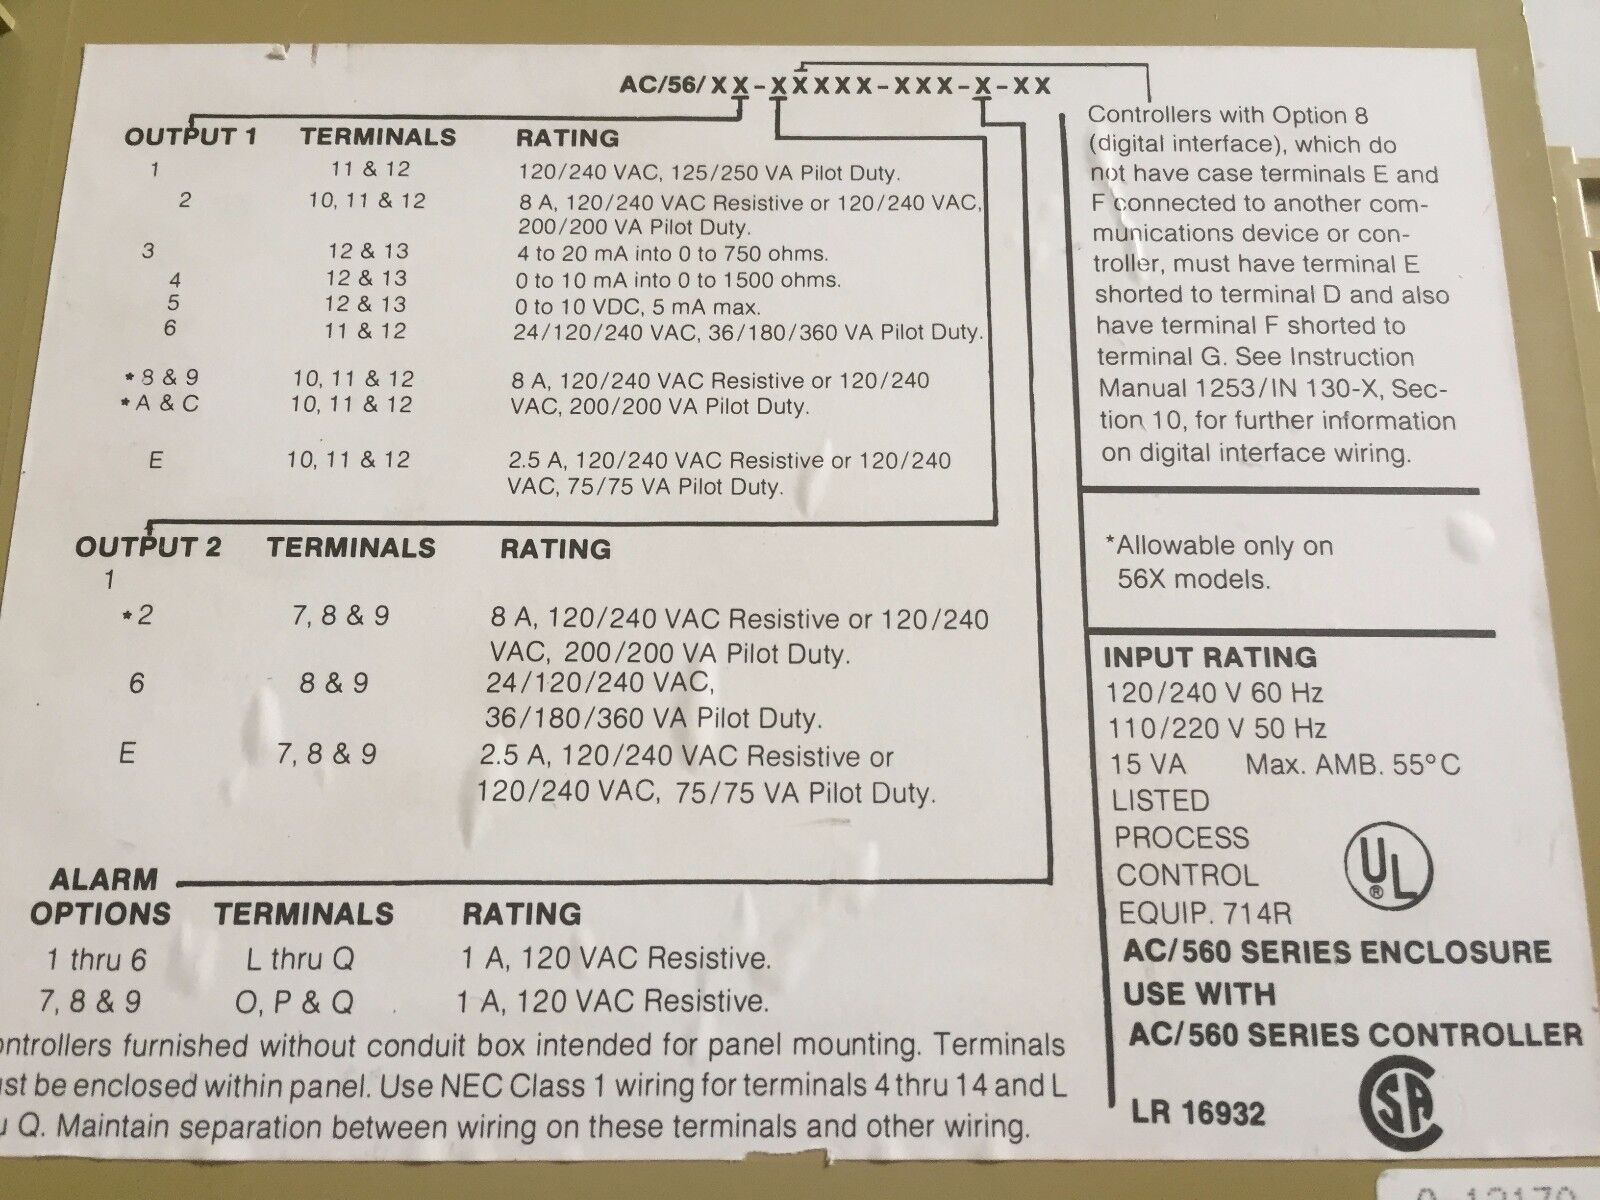 AC/56/XX-XXXXX-XXX-X-XX
OUTPUT 1 TERMINALS RATING
1 11 & 12 120/240 VAC, 125/250 VA Pilot Duty.
2 10, 11 & 12 8 A, 120/240 VAC Resistive or 120/240 VAC,
200/200 VA Pilot Duty.
3 12 & 13 4 to 20 mA into 0 to 750 ohms.
4 12 & 13 0 to 10 mA into 0 to 1500 ohms.
5 12 & 13 0 to 10 VDC, 5 mA max.
6 11 & 12 24/120/240 VAC, 36/180/360 VA Pilot Duty.
*8 & 9 10, 11 & 12 8 A, 120/240 VAC Resistive or 120/240
*A & C 10, 11 & 12 VAC, 200/200 VA Pilot Duty.
E 10, 11 & 12 2.5 A, 120/240 VAC Resistive or 120/240
VAC, 75/75 VA Pilot Duty.
OUTPUT 2 TERMINALS RATING
1
*2 7, 8 & 9 8 A, 120/240 VAC Resistive or 120/240
VAC, 200/200 VA Pilot Duty.
6 8 & 9 24/120/240 VAC,
36/180/360 VA Pilot Duty.
E 7, 8 & 9 2.5 A, 120/240 VAC Resistive or
120/240 VAC, 75/75 VA Pilot Duty.
ALARM
OPTIONS TERMINALS RATING
1 thru 6 L thru Q 1 A, 120 VAC Resistive.
7, 8 & 9 O, P & Q 1 A, 120 VAC Resistive.
ontrollers furnished without conduit box intended for panel mounting. Terminals
ust be enclosed within panel. Use NEC Class 1 wiring for terminals 4 thru 14 and L
u Q. Maintain separation between wiring on these terminals and other wiring.
Controllers with Option 8
(digital interface), which do
not have case terminals E and
F connected to another com-
munications device or con-
troller, must have terminal E
shorted to terminal D and also
have terminal F shorted to
terminal G. See Instruction
Manual 1253/IN 130-X, Sec-
tion 10, for further information
on digital interface wiring.
*Allowable only on
56X models.
INPUT RATING
120/240 V 60 Hz
110/220 V 50 Hz
15 VA Max. AMB. 55°C
LISTED
PROCESS
CONTROL
EQUIP. 714R
UL®
AC/560 SERIES ENCLOSURE
USE WITH
AC/560 SERIES CONTROLLER
LR 16932
CSA